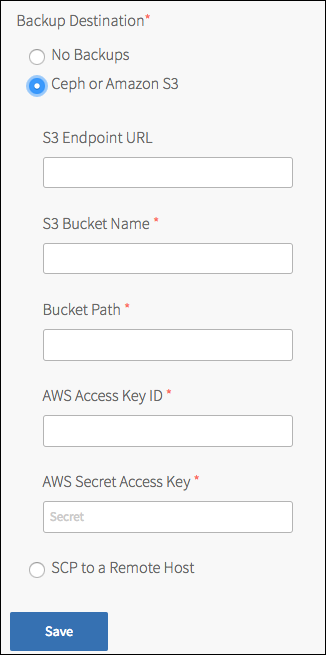 Backup Destination*
No Backups
Ceph or Amazon S3
S3 Endpoint URL
S3 Bucket Name *
Bucket Path *
AWS Access Key ID *
AWS Secret Access Key *
Secret
SCP to a Remote Host
Save